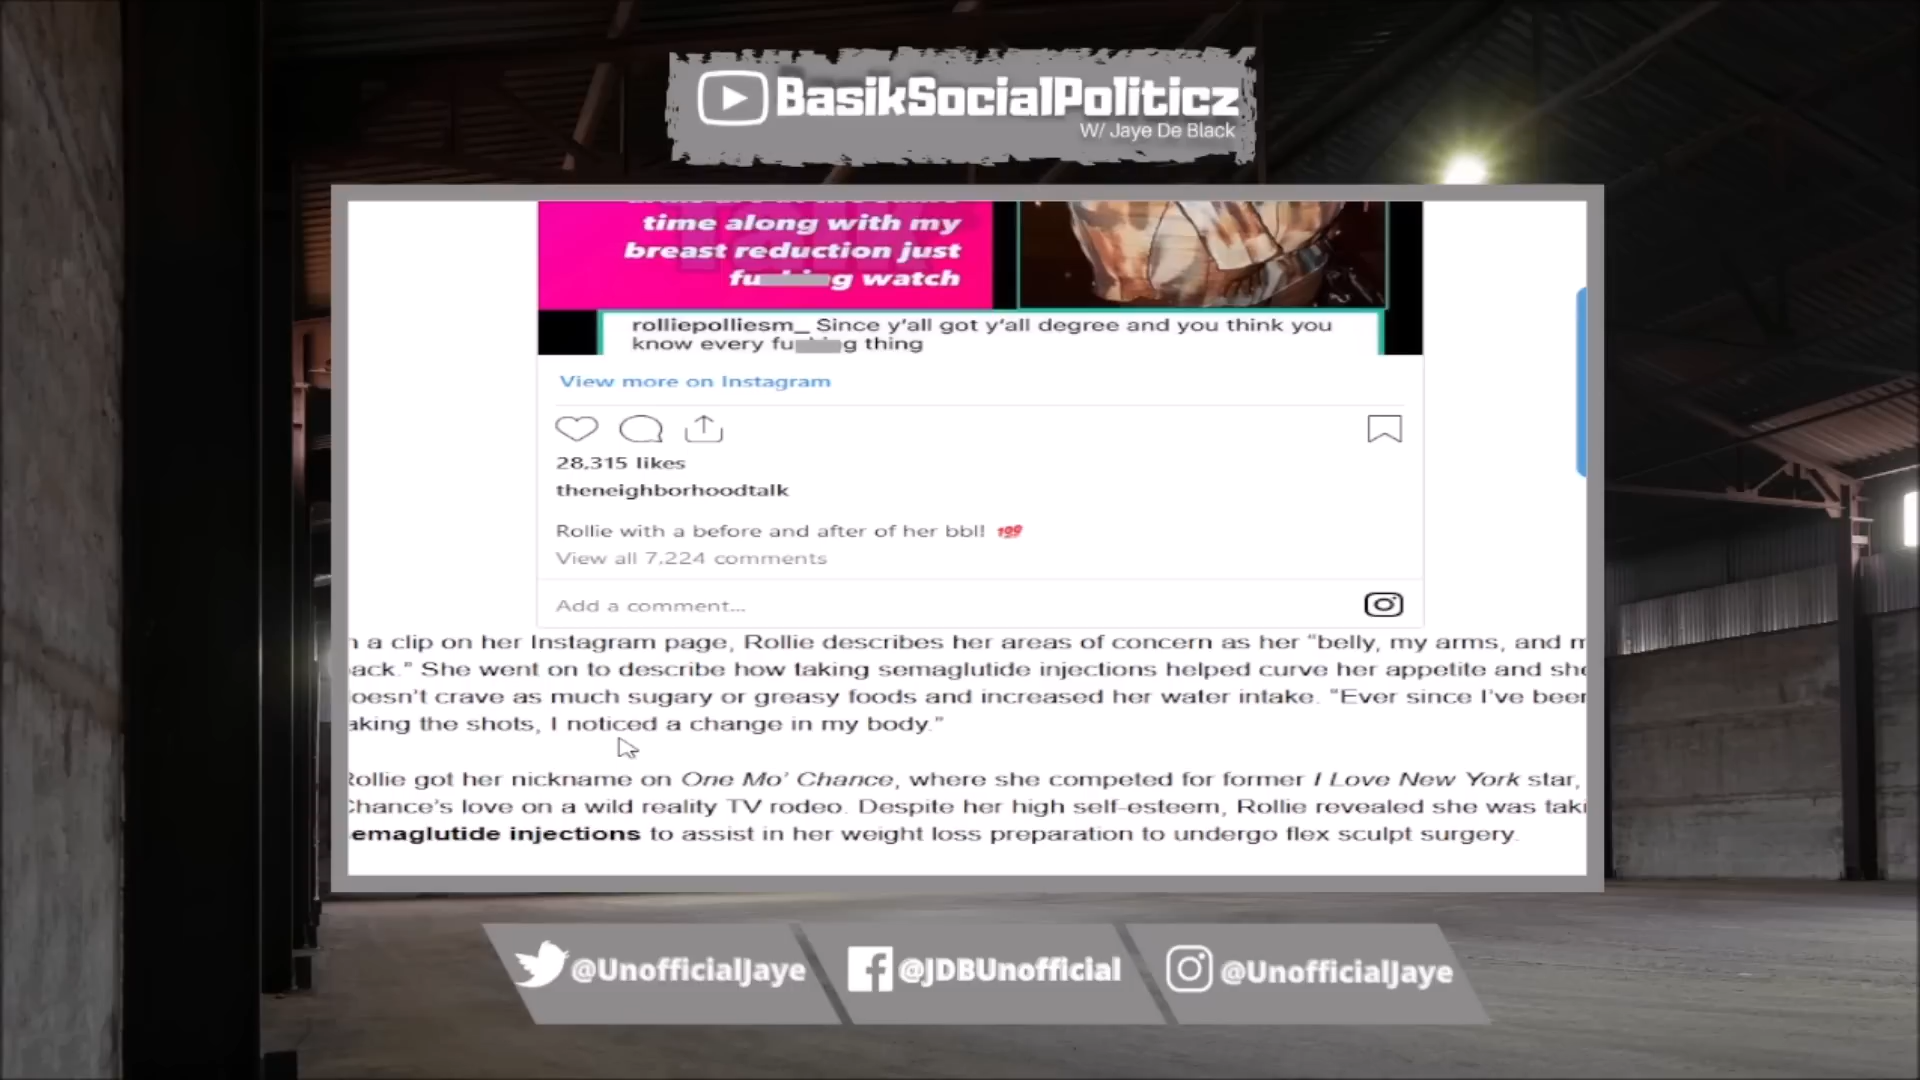 BasikSocialPoliticz
W/ Jaye De Black
time along with my
breast reduction just
fu g watch
rolliepolliesm_ Since y'all got y'all degree and you think you
know every fu g thing
View more on Instagram
28,315 likes
theneighborhoodtalk
Rollie with a before and after of her bbl! 💯
View all 7,224 comments
Add a comment...
n a clip on her Instagram page, Rollie describes her areas of concern as her “belly, my arms, and m
ack.” She went on to describe how taking semaglutide injections helped curve her appetite and she
oesn’t crave as much sugary or greasy foods and increased her water intake. “Ever since I’ve been
aking the shots, I noticed a change in my body.”
Rollie got her nickname on One Mo’ Chance, where she competed for former I Love New York star,
Chance’s love on a wild reality TV rodeo. Despite her high self-esteem, Rollie revealed she was taki
emaglutide injections to assist in her weight loss preparation to undergo flex sculpt surgery.
@UnofficialJaye
@JDBUnofficial
@UnofficialJaye